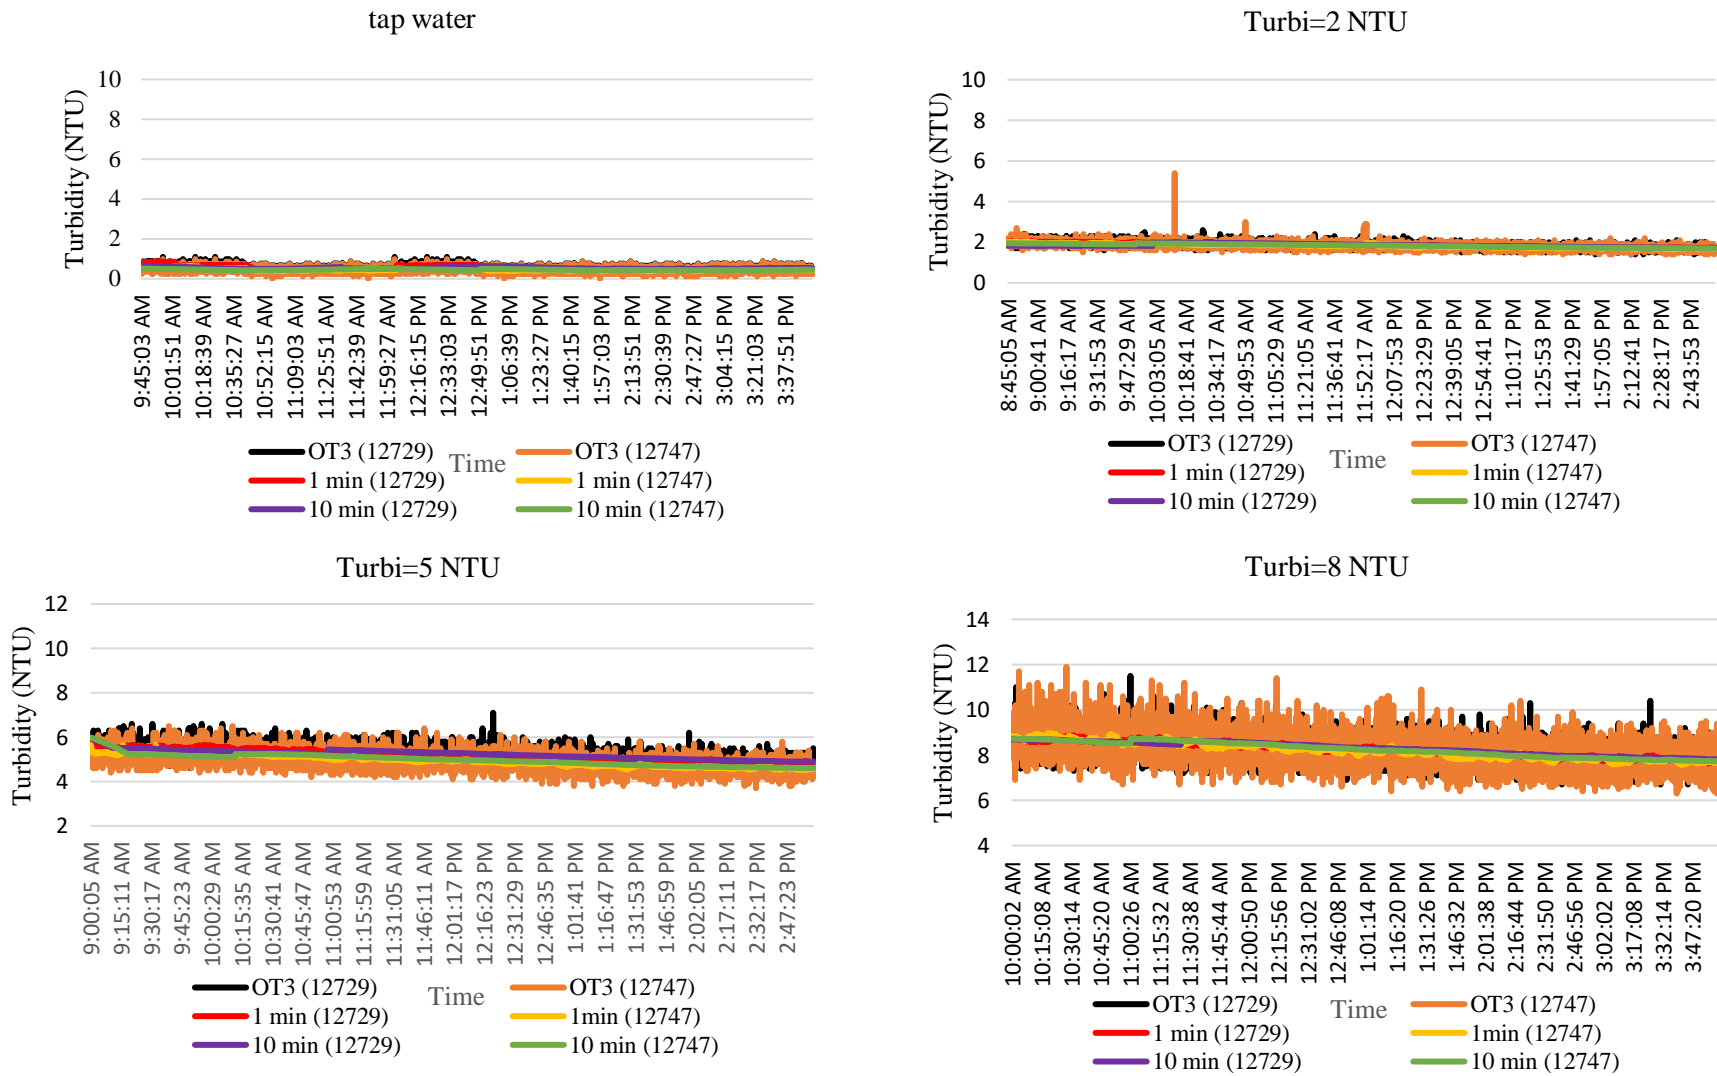 tap water
Turbidity (NTU)
10
8
6
4
2
0
9:45:03 AM
10:01:51 AM
10:18:39 AM
10:35:27 AM
10:52:15 AM
11:09:03 AM
11:25:51 AM
11:42:39 AM
11:59:27 AM
12:16:15 PM
12:33:03 PM
12:49:51 PM
1:06:39 PM
1:23:27 PM
1:40:15 PM
1:57:03 PM
2:13:51 PM
2:30:39 PM
2:47:27 PM
3:04:15 PM
3:21:03 PM
3:37:51 PM
Time
OT3 (12729)
OT3 (12747)
1 min (12729)
1 min (12747)
10 min (12729)
10 min (12747)
Turbi=2 NTU
Turbidity (NTU)
10
8
6
4
2
0
8:45:05 AM
9:00:41 AM
9:16:17 AM
9:31:53 AM
9:47:29 AM
10:03:05 AM
10:18:41 AM
10:34:17 AM
10:49:53 AM
11:05:29 AM
11:21:05 AM
11:36:41 AM
11:52:17 AM
12:07:53 PM
12:23:29 PM
12:39:05 PM
12:54:41 PM
1:10:17 PM
1:25:53 PM
1:41:29 PM
1:57:05 PM
2:12:41 PM
2:28:17 PM
2:43:53 PM
Time
OT3 (12729)
OT3 (12747)
1 min (12729)
1min (12747)
10 min (12729)
10 min (12747)
Turbi=5 NTU
Turbidity (NTU)
12
10
8
6
4
2
9:00:05 AM
9:15:11 AM
9:30:17 AM
9:45:23 AM
10:00:29 AM
10:15:35 AM
10:30:41 AM
10:45:47 AM
11:00:53 AM
11:15:59 AM
11:31:05 AM
11:46:11 AM
12:01:17 PM
12:16:23 PM
12:31:29 PM
12:46:35 PM
1:01:41 PM
1:16:47 PM
1:31:53 PM
1:46:59 PM
2:02:05 PM
2:17:11 PM
2:32:17 PM
2:47:23 PM
Time
OT3 (12729)
OT3 (12747)
1 min (12729)
1min (12747)
10 min (12729)
10 min (12747)
Turbi=8 NTU
Turbidity (NTU)
14
12
10
8
6
4
10:00:02 AM
10:15:08 AM
10:30:14 AM
10:45:20 AM
11:00:26 AM
11:15:32 AM
11:30:38 AM
11:45:44 AM
12:00:50 PM
12:15:56 PM
12:31:02 PM
12:46:08 PM
1:01:14 PM
1:16:20 PM
1:31:26 PM
1:46:32 PM
2:01:38 PM
2:16:44 PM
2:31:50 PM
2:46:56 PM
3:02:02 PM
3:17:08 PM
3:32:14 PM
3:47:20 PM
Time
OT3 (12729)
OT3 (12747)
1 min (12729)
1min (12747)
10 min (12729)
10 min (12747)